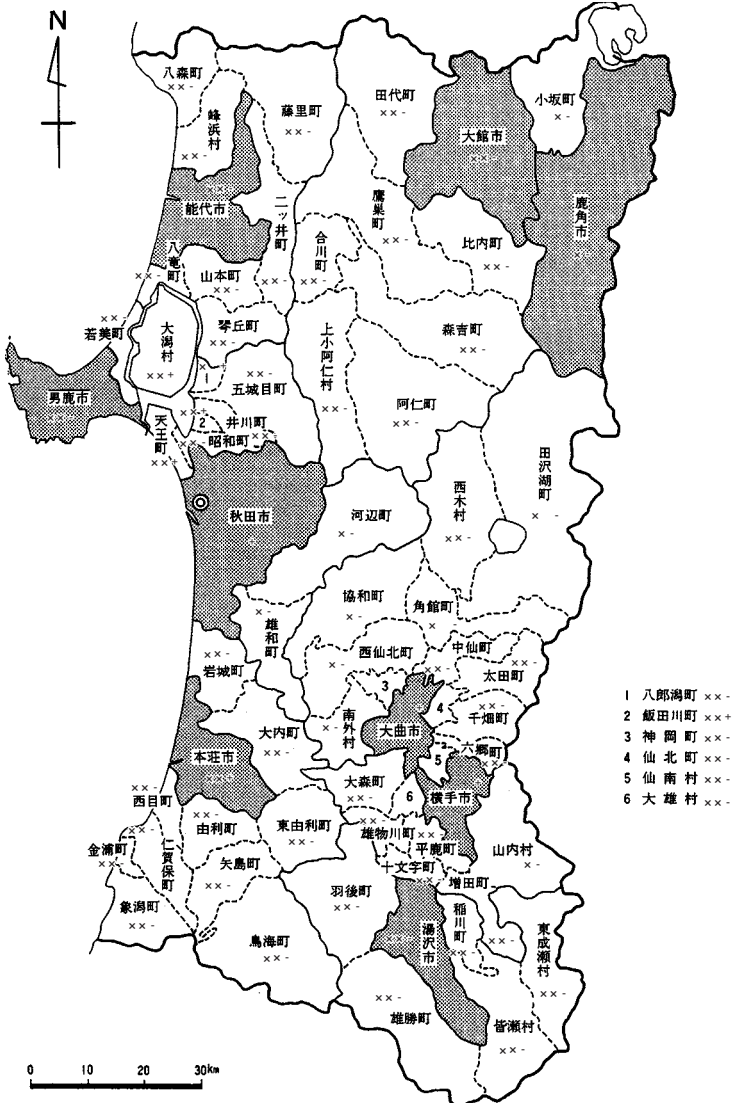 N
八森町
××-
峰浜村
××-
藤里町
××-
田代町
××-
大館市
小坂町
×-
鹿角市
能代市
二ツ井町
××-
鷹巣町
××-
合川町
××-
比内町
××-
八竜町
××-
山本町
××-
若美町
××-
大潟村
××+
琴丘町
××-
1
五城目町
××-
上小阿仁村
××-
森吉町
××-
阿仁町
××-
男鹿市
天王町
××+
2
井川町
昭和町
秋田市
河辺町
×-
西木村
××-
田沢湖町
×-
協和町
××-
角館町
××-
雄和町
×-
西仙北町
×-
中仙町
××-
太田町
××-
岩城町
××-
3
4
千畑町
××-
大内町
××-
南外村
××-
大曲市
5
六郷町
××-
本荘市
大森町
××-
6
横手市
西目町
××-
由利町
××-
東由利町
××-
雄物川町
平鹿町
××-
山内村
×-
金浦町
××-
仁賀保町
矢島町
××-
十文字町
××-
増田町
象潟町
××-
羽後町
××-
湯沢市
稲川町
××-
東成瀬村
××-
鳥海町
××-
雄勝町
××-
皆瀬村
××-
1 八郎潟町 ××-
2 飯田川町 ××+
3 神岡町 ××-
4 仙北町 ××-
5 仙南村 ××-
6 大雄村 ××-
0 10 20 30km